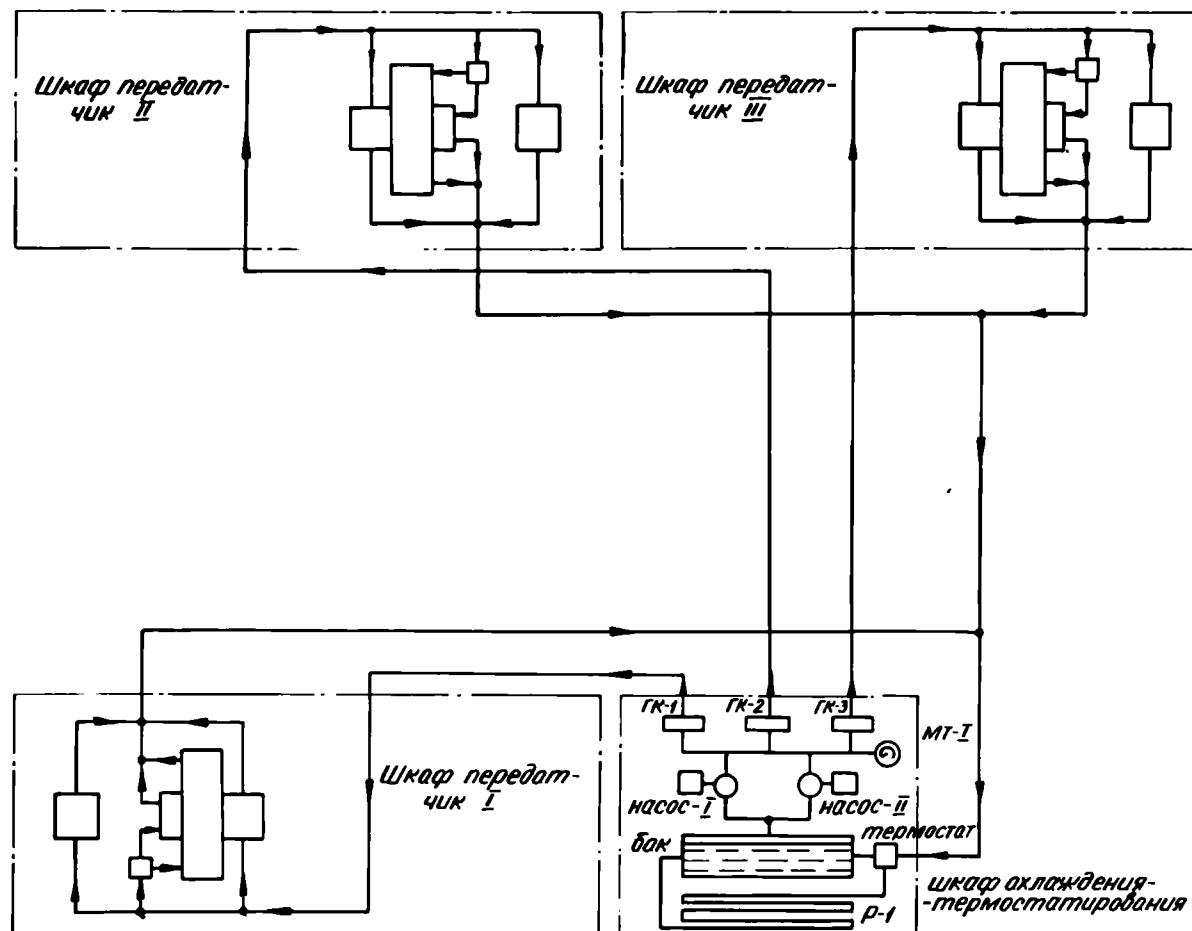 Шкаф передат-
чик II
Шкаф передат-
чик III
ГК-1
ГК-2
ГК-3
МТ-I
Шкаф передат-
чик I
насос-I
насос-II
термостат
бак
Р-1
шкаф охлаждения-
-термостатирования